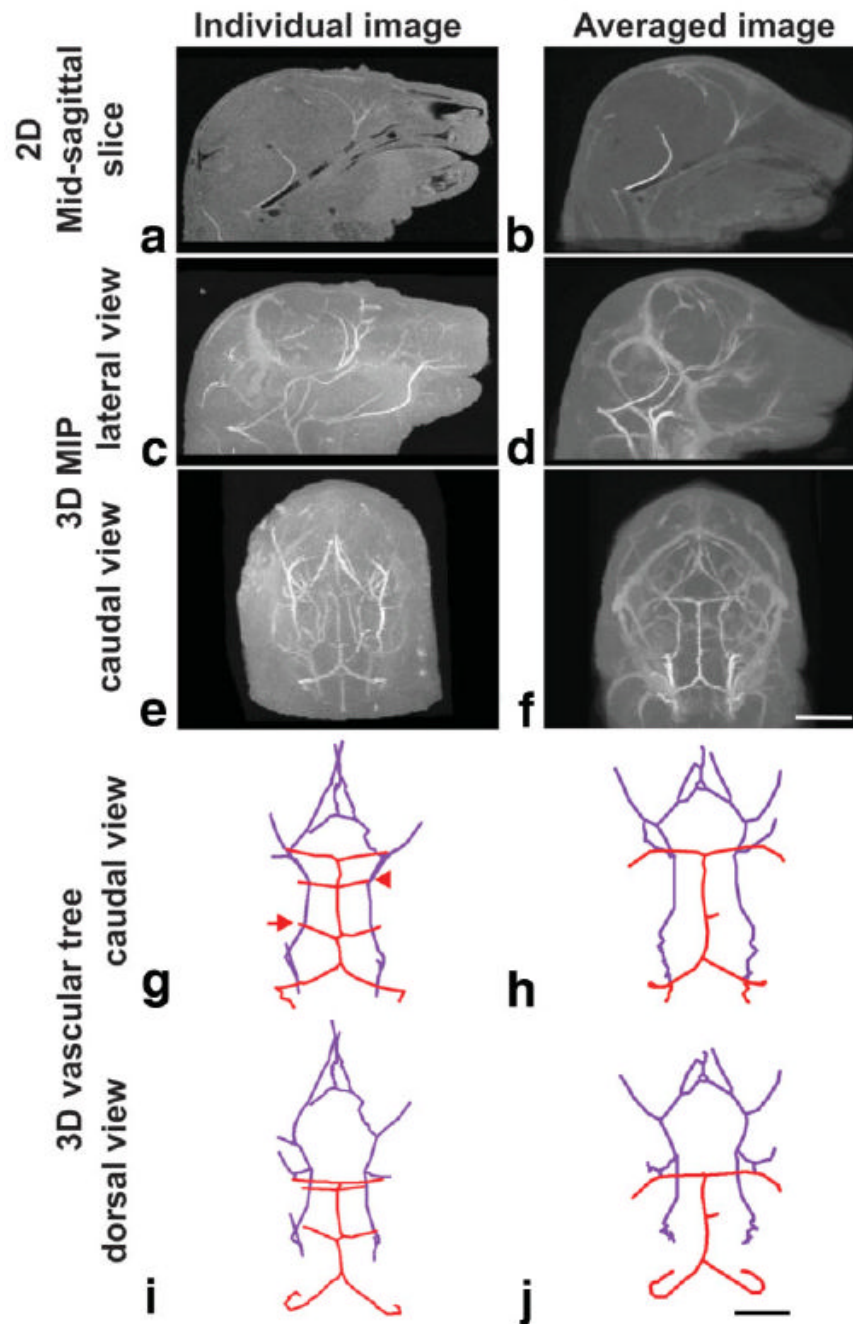 Individual image
Averaged image
2D
Mid-sagittal
slice
a
b
3D MIP
lateral view
c
d
caudal view
e
f
3D vascular tree
caudal view
g
h
dorsal view
i
j